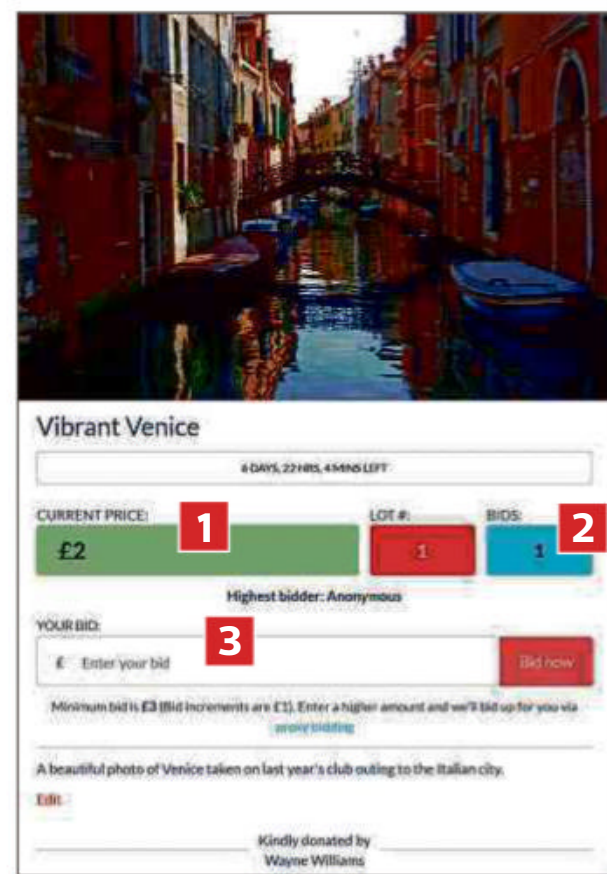 Vibrant Venice
6 DAYS, 22 HRS, 4 MINS LEFT
CURRENT PRICE: 1 LOT #: BIDS: 2
£2 1 1
Highest bidder: Anonymous
YOUR BID: 3
£ Enter your bid Bid now
Minimum bid is £3 (Bid increments are £1). Enter a higher amount and we'll bid up for you via
proxy bidding
A beautiful photo of Venice taken on last year's club outing to the Italian city.
Edit
Kindly donated by
Wayne Williams